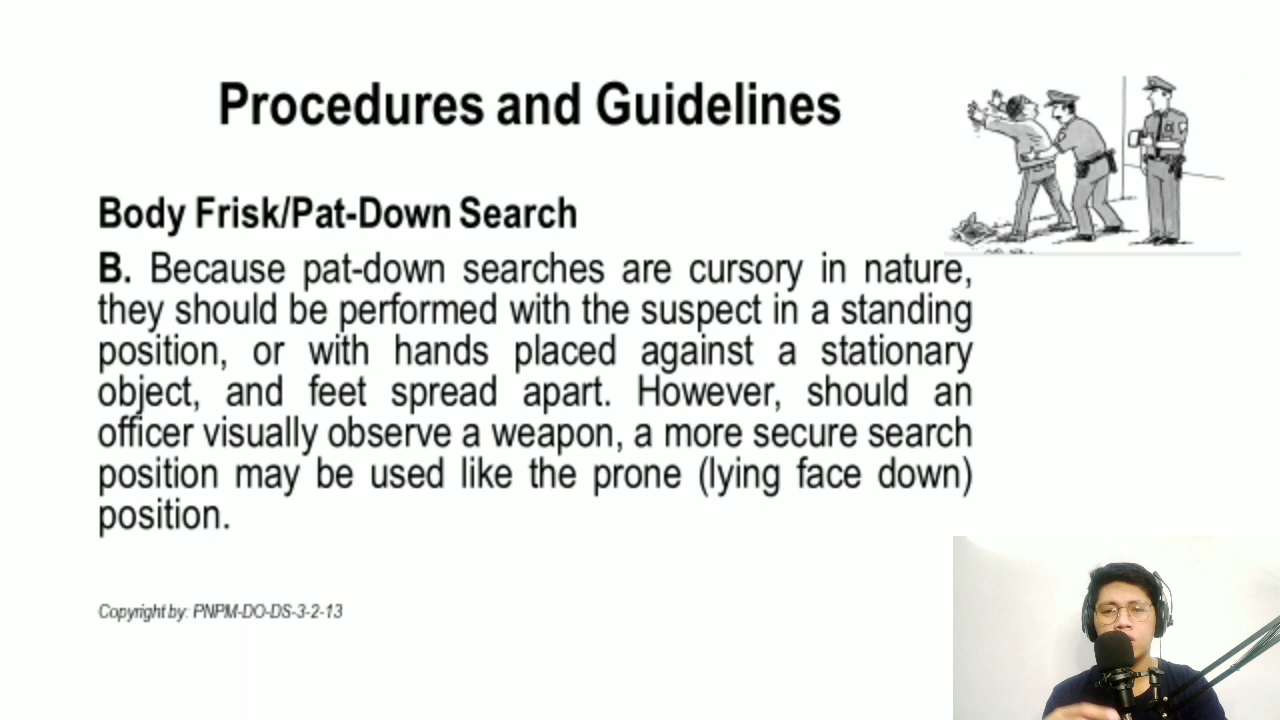 Procedures and Guidelines
Body Frisk/Pat-Down Search
B. Because pat-down searches are cursory in nature,
they should be performed with the suspect in a standing
position, or with hands placed against a stationary
object, and feet spread apart. However, should an
officer visually observe a weapon, a more secure search
position may be used like the prone (lying face down)
position.
Copyright by: PNPM-DO-DS-3-2-13